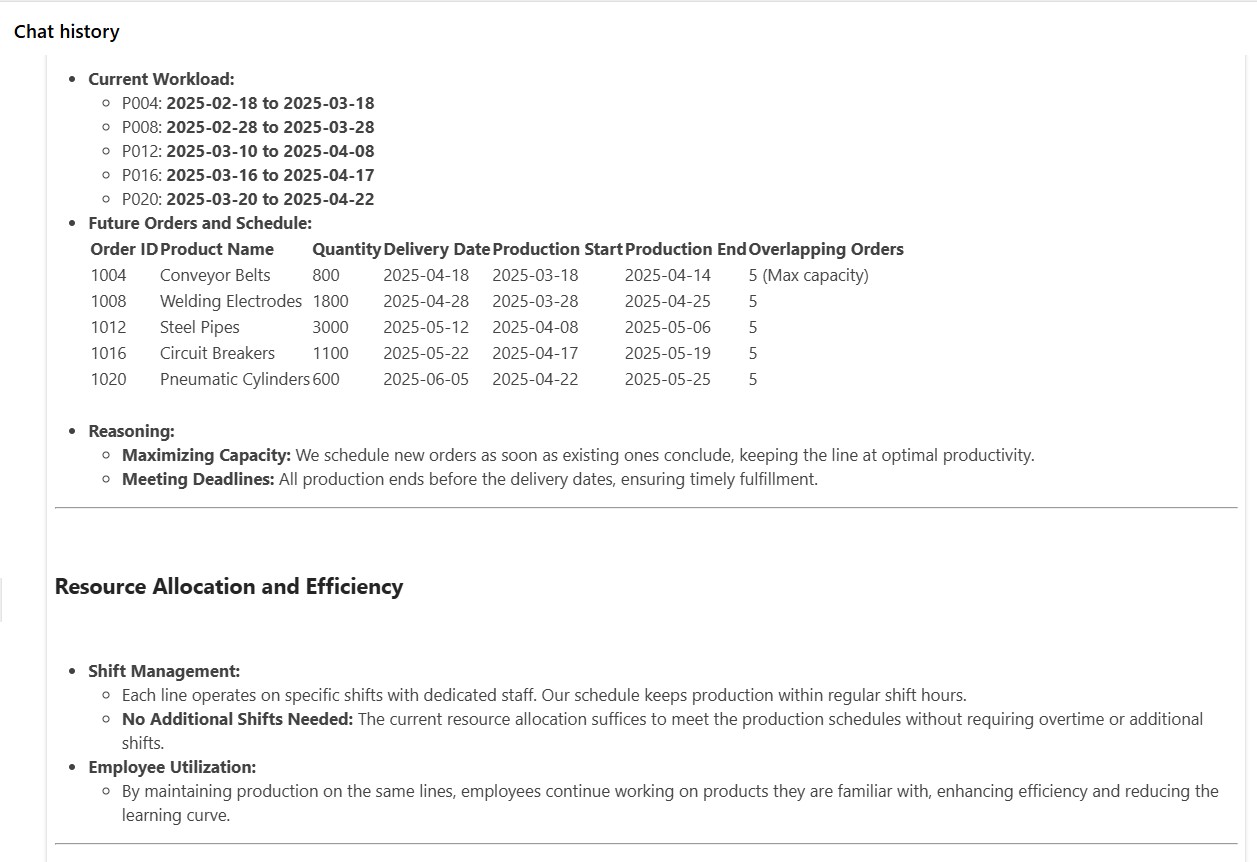 Chat history
Current Workload:
P004: 2025-02-18 to 2025-03-18
P008: 2025-02-28 to 2025-03-28
P012: 2025-03-10 to 2025-04-08
P016: 2025-03-16 to 2025-04-17
P020: 2025-03-20 to 2025-04-22
Future Orders and Schedule:
Order ID Product Name Quantity Delivery Date Production Start Production End Overlapping Orders
1004 Conveyor Belts 800 2025-04-18 2025-03-18 2025-04-14 5 (Max capacity)
1008 Welding Electrodes 1800 2025-04-28 2025-03-28 2025-04-25 5
1012 Steel Pipes 3000 2025-05-12 2025-04-08 2025-05-06 5
1016 Circuit Breakers 1100 2025-05-22 2025-04-17 2025-05-19 5
1020 Pneumatic Cylinders 600 2025-06-05 2025-04-22 2025-05-25 5
Reasoning:
Maximizing Capacity: We schedule new orders as soon as existing ones conclude, keeping the line at optimal productivity.
Meeting Deadlines: All production ends before the delivery dates, ensuring timely fulfillment.
Resource Allocation and Efficiency
Shift Management:
Each line operates on specific shifts with dedicated staff. Our schedule keeps production within regular shift hours.
No Additional Shifts Needed: The current resource allocation suffices to meet the production schedules without requiring overtime or additional
shifts.
Employee Utilization:
By maintaining production on the same lines, employees continue working on products they are familiar with, enhancing efficiency and reducing the
learning curve.